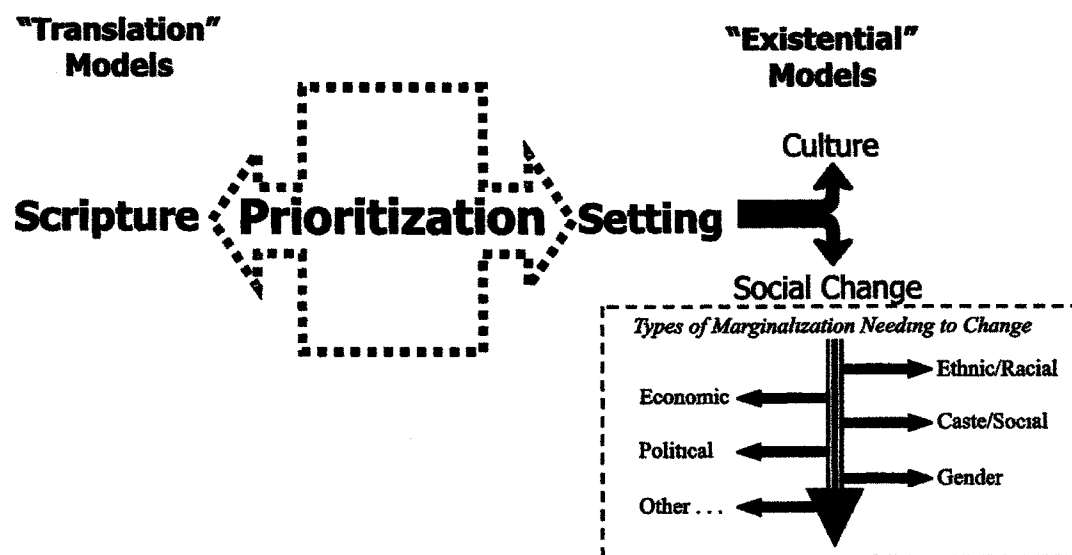 "Translation"
Models
"Existential"
Models
Culture
Scripture
Prioritization
Setting
Social Change
Types of Marginalization Needing to Change
Ethnic/Racial
Economic
Caste/Social
Political
Gender
Other . . .